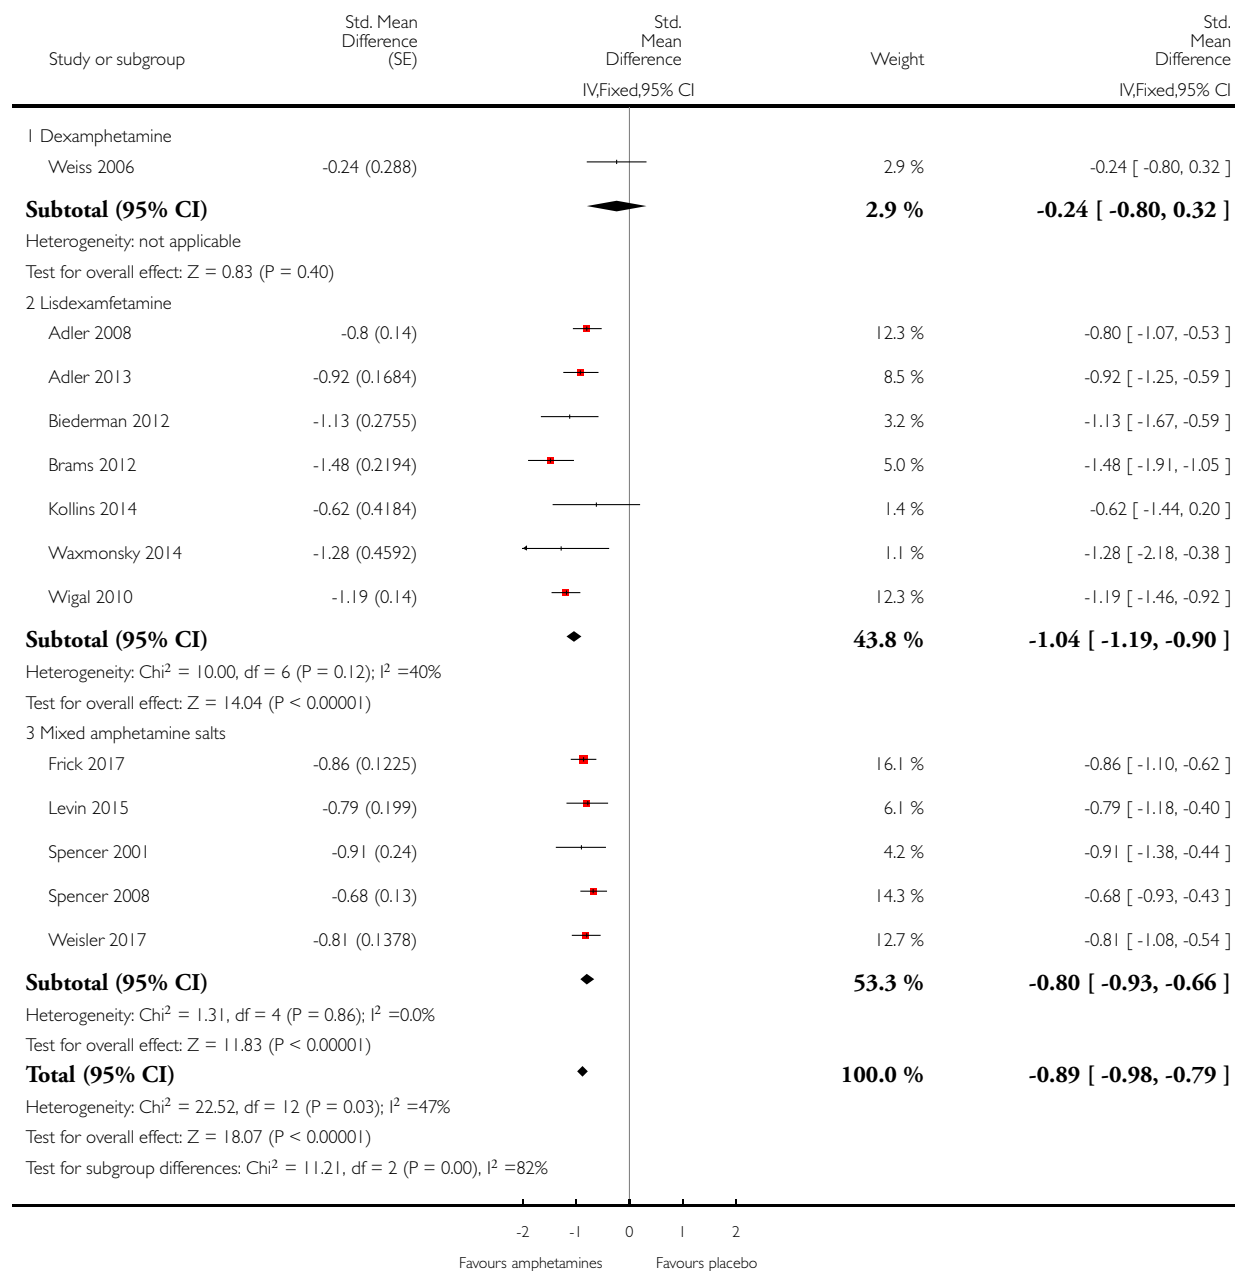 Study or subgroup Std. Mean Difference (SE) Std. Mean Difference Weight Std. Mean Difference
IV,Fixed,95% CI IV,Fixed,95% CI
1 Dexamphetamine
Weiss 2006 -0.24 (0.288) 2.9 % -0.24 [ -0.80, 0.32 ]
Subtotal (95% CI) 2.9 % -0.24 [ -0.80, 0.32 ]
Heterogeneity: not applicable
Test for overall effect: Z = 0.83 (P = 0.40)
2 Lisdexamfetamine
Adler 2008 -0.8 (0.14) 12.3 % -0.80 [ -1.07, -0.53 ]
Adler 2013 -0.92 (0.1684) 8.5 % -0.92 [ -1.25, -0.59 ]
Biederman 2012 -1.13 (0.2755) 3.2 % -1.13 [ -1.67, -0.59 ]
Brams 2012 -1.48 (0.2194) 5.0 % -1.48 [ -1.91, -1.05 ]
Kollins 2014 -0.62 (0.4184) 1.4 % -0.62 [ -1.44, 0.20 ]
Waxmonsky 2014 -1.28 (0.4592) 1.1 % -1.28 [ -2.18, -0.38 ]
Wigal 2010 -1.19 (0.14) 12.3 % -1.19 [ -1.46, -0.92 ]
Subtotal (95% CI) 43.8 % -1.04 [ -1.19, -0.90 ]
Heterogeneity: Chi² = 10.00, df = 6 (P = 0.12); I² =40%
Test for overall effect: Z = 14.04 (P < 0.00001)
3 Mixed amphetamine salts
Frick 2017 -0.86 (0.1225) 16.1 % -0.86 [ -1.10, -0.62 ]
Levin 2015 -0.79 (0.199) 6.1 % -0.79 [ -1.18, -0.40 ]
Spencer 2001 -0.91 (0.24) 4.2 % -0.91 [ -1.38, -0.44 ]
Spencer 2008 -0.68 (0.13) 14.3 % -0.68 [ -0.93, -0.43 ]
Weisler 2017 -0.81 (0.1378) 12.7 % -0.81 [ -1.08, -0.54 ]
Subtotal (95% CI) 53.3 % -0.80 [ -0.93, -0.66 ]
Heterogeneity: Chi² = 1.31, df = 4 (P = 0.86); I² =0.0%
Test for overall effect: Z = 11.83 (P < 0.00001)
Total (95% CI) 100.0 % -0.89 [ -0.98, -0.79 ]
Heterogeneity: Chi² = 22.52, df = 12 (P = 0.03); I² =47%
Test for overall effect: Z = 18.07 (P < 0.00001)
Test for subgroup differences: Chi² = 11.21, df = 2 (P = 0.00), I² =82%
-2 -1 0 1 2
Favours amphetamines Favours placebo